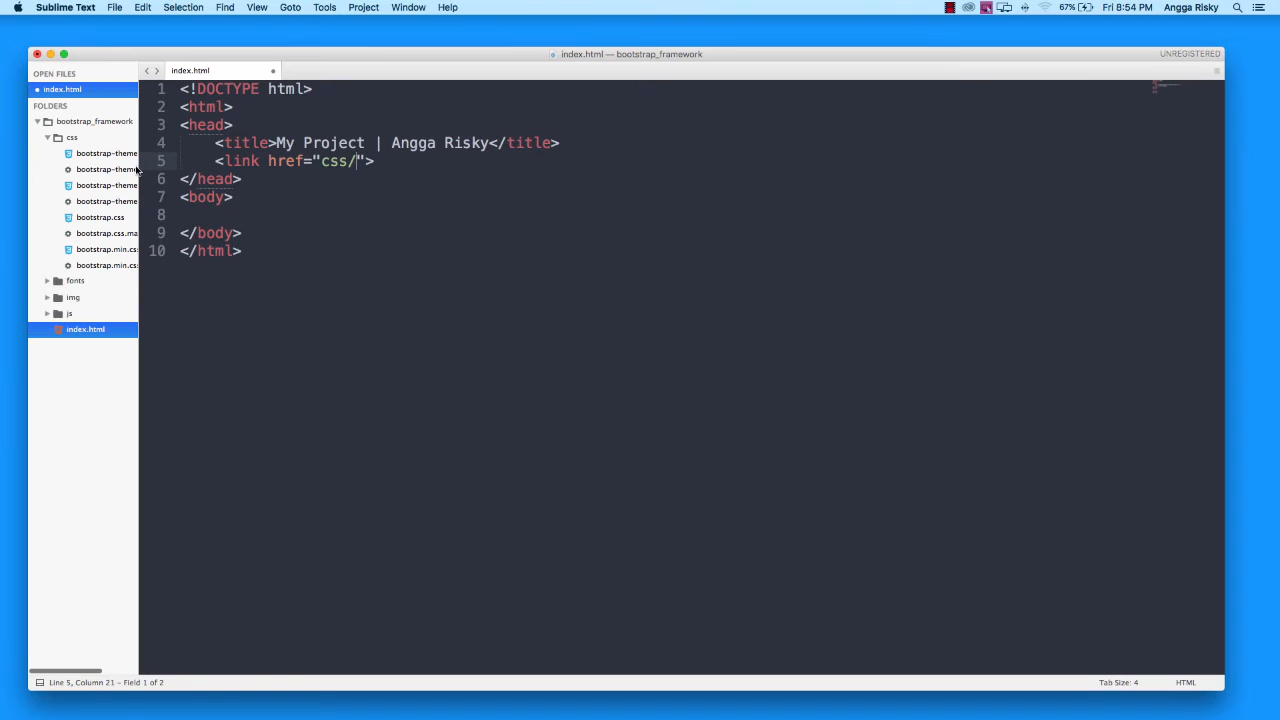 Sublime Text File Edit Selection Find View Goto Tools Project Window Help 67% Fri 8:54 PM Angga Risky
index.html — bootstrap_framework UNREGISTERED
OPEN FILES
index.html
FOLDERS
bootstrap_framework
css
bootstrap-theme
bootstrap-theme
bootstrap-theme
bootstrap-theme
bootstrap.css
bootstrap.css.ma
bootstrap.min.cs
bootstrap.min.cs
fonts
img
js
index.html
index.html
1 <!DOCTYPE html>
2 <html>
3 <head>
4 <title>My Project | Angga Risky</title>
5 <link href="css/">
6 </head>
7 <body>
8
9 </body>
10 </html>
Line 5, Column 21 – Field 1 of 2 Tab Size: 4 HTML